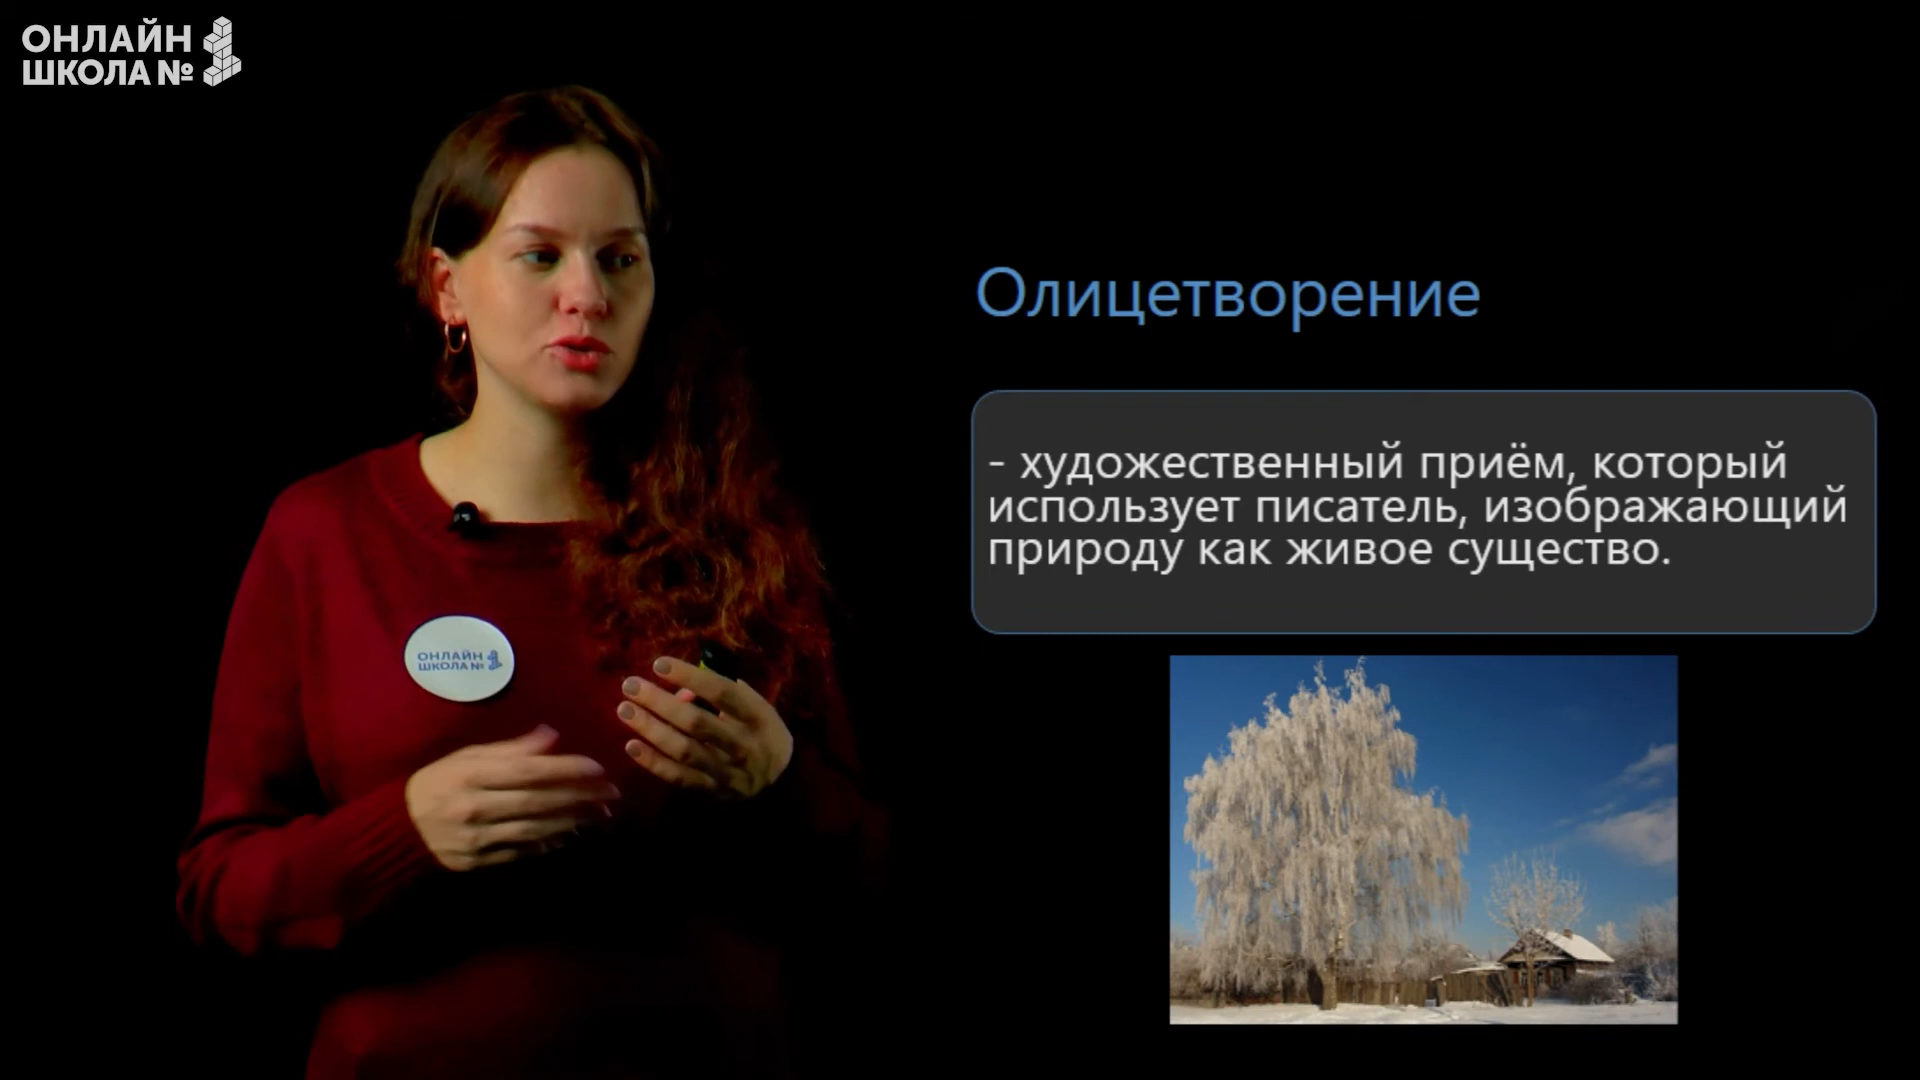 ОНЛАЙН
ШКОЛА №
Олицетворение
- художественный приём, который
использует писатель, изображающий
природу как живое существо.
ОНЛАЙН
ШКОЛА №